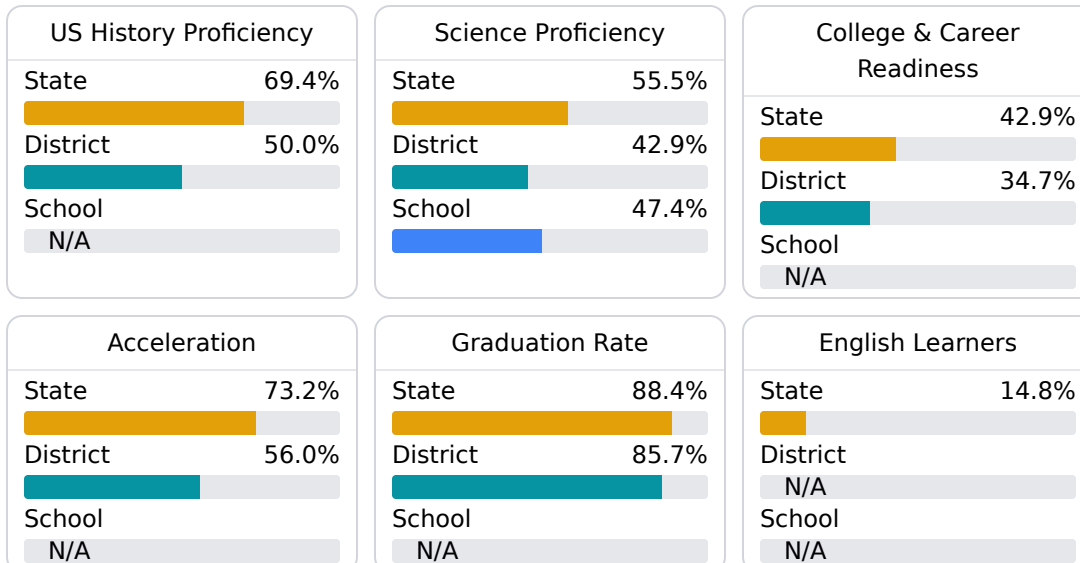 US History Proficiency
State 69.4%
District 50.0%
School
N/A
Science Proficiency
State 55.5%
District 42.9%
School 47.4%
College & Career
Readiness
State 42.9%
District 34.7%
School
N/A
Acceleration
State 73.2%
District 56.0%
School
N/A
Graduation Rate
State 88.4%
District 85.7%
School
N/A
English Learners
State 14.8%
District
N/A
School
N/A